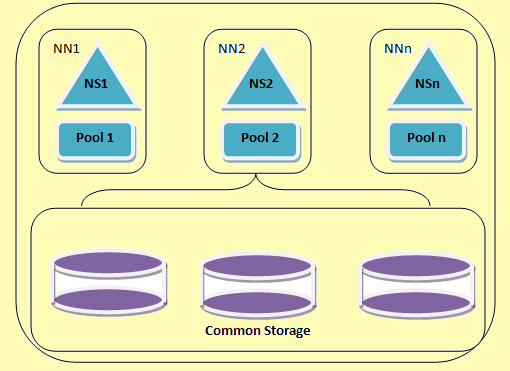 NN1
NS1
Pool 1
NN2
NS2
Pool 2
NNn
NSn
Pool n
Common Storage